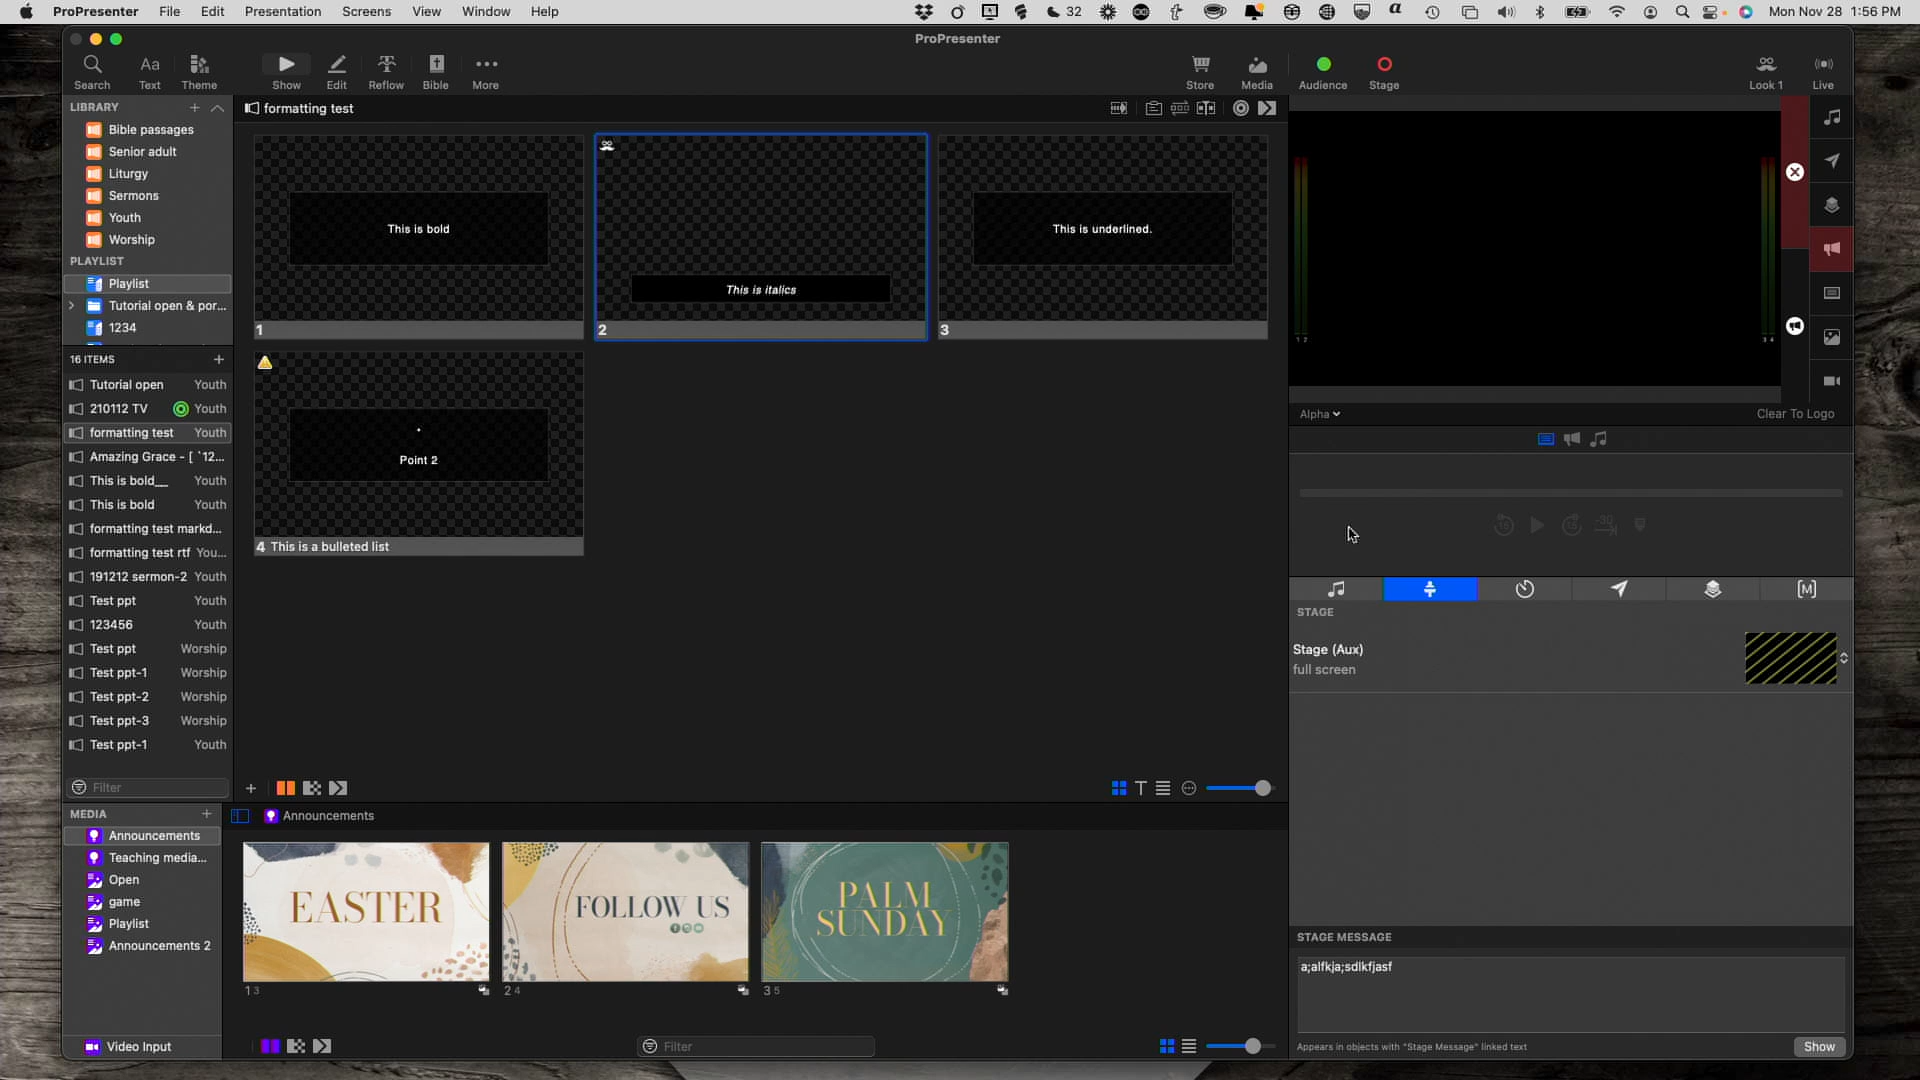 ProPresenter File Edit Presentation Screens View Window Help
32
Mon Nov 28 1:56 PM
ProPresenter
Search Text Theme Show Edit Reflow Bible More Store Media Audience Stage Look 1 Live
LIBRARY
Bible passages
Senior adult
Liturgy
Sermons
Youth
Worship
PLAYLIST
Playlist
Tutorial open & por...
1234
16 ITEMS
Tutorial open Youth
210112 TV Youth
formatting test Youth
Amazing Grace - [ `12...
This is bold__ Youth
This is bold Youth
formatting test markd...
formatting test rtf You...
191212 sermon-2 Youth
Test ppt Youth
123456 Youth
Test ppt Worship
Test ppt-1 Worship
Test ppt-2 Worship
Test ppt-3 Worship
Test ppt-1 Youth
Filter
MEDIA
Announcements
Teaching media...
Open
game
Playlist
Announcements 2
Video Input
formatting test
This is bold
1
This is italics
2
This is underlined.
3
•
Point 2
4 This is a bulleted list
Announcements
EASTER
1 3
FOLLOW US
2 4
PALM
SUNDAY
3 5
Filter
1 2
3 4
Alpha
Clear To Logo
15
15
-30
[M]
STAGE
Stage (Aux)
full screen
STAGE MESSAGE
a;alfkja;sdlkfjasf
Appears in objects with "Stage Message" linked text
Show